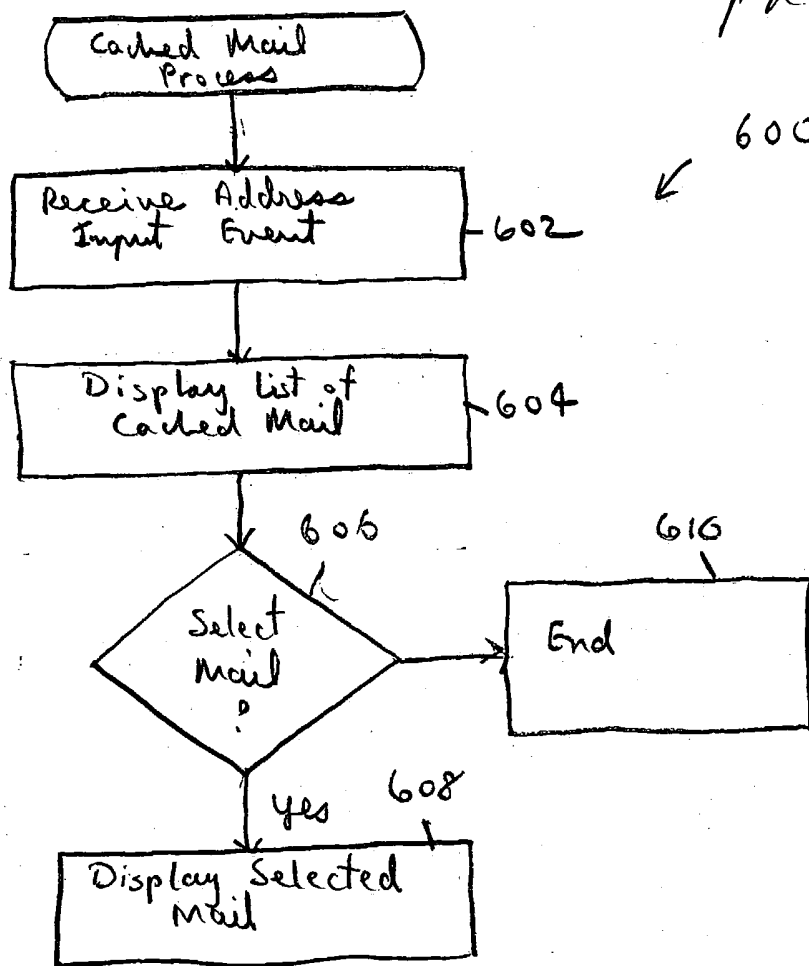 Cached Mail
Process
600
Receive Address
Input Event
602
Display List of
Cached Mail
604
606
610
Select
Mail
?
End
yes
608
Display Selected
Mail